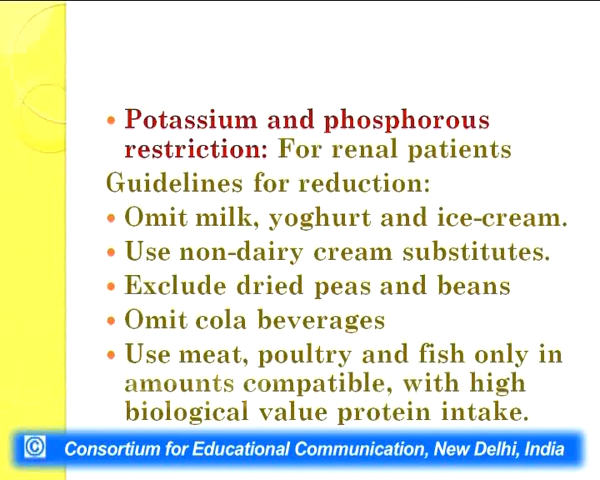 • Potassium and phosphorous
restriction: For renal patients
Guidelines for reduction:
• Omit milk, yoghurt and ice-cream.
• Use non-dairy cream substitutes.
• Exclude dried peas and beans
• Omit cola beverages
• Use meat, poultry and fish only in
amounts compatible, with high
biological value protein intake.
© Consortium for Educational Communication, New Delhi, India